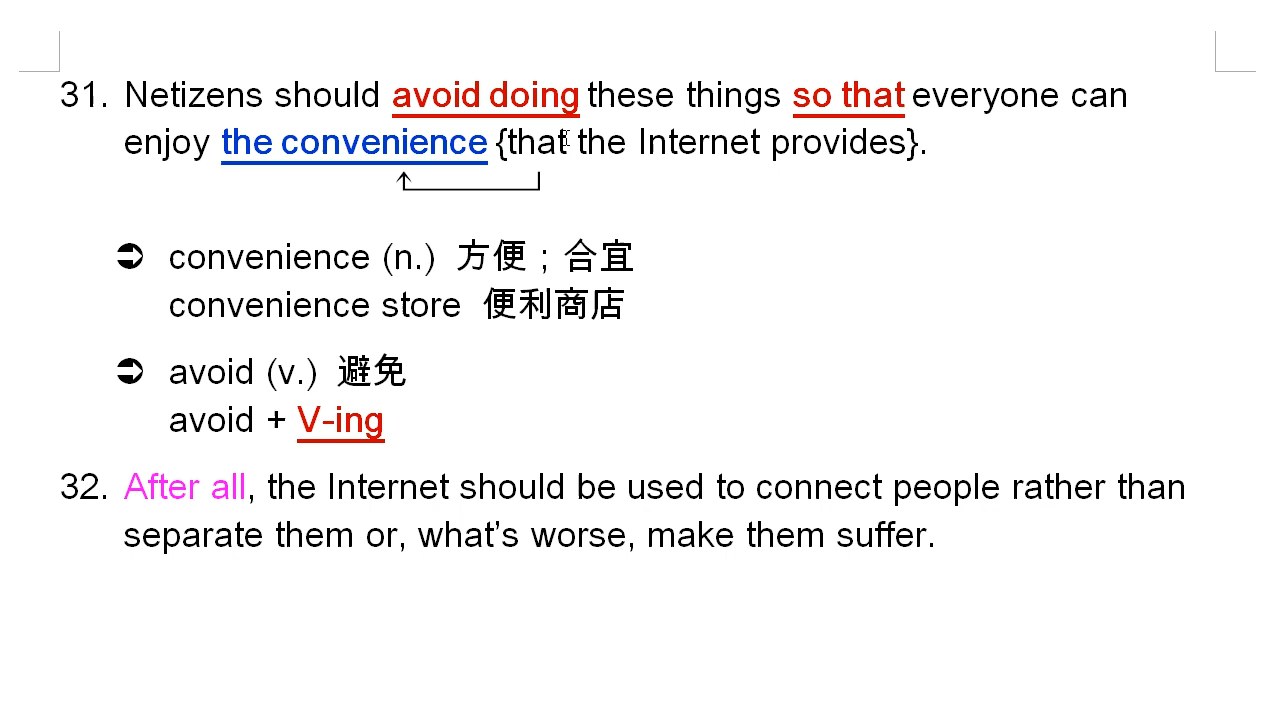 31. Netizens should avoid doing these things so that everyone can
enjoy the convenience {that the Internet provides}.
➲ convenience (n.) 方便；合宜
convenience store 便利商店
➲ avoid (v.) 避免
avoid + V-ing
32. After all, the Internet should be used to connect people rather than
separate them or, what’s worse, make them suffer.